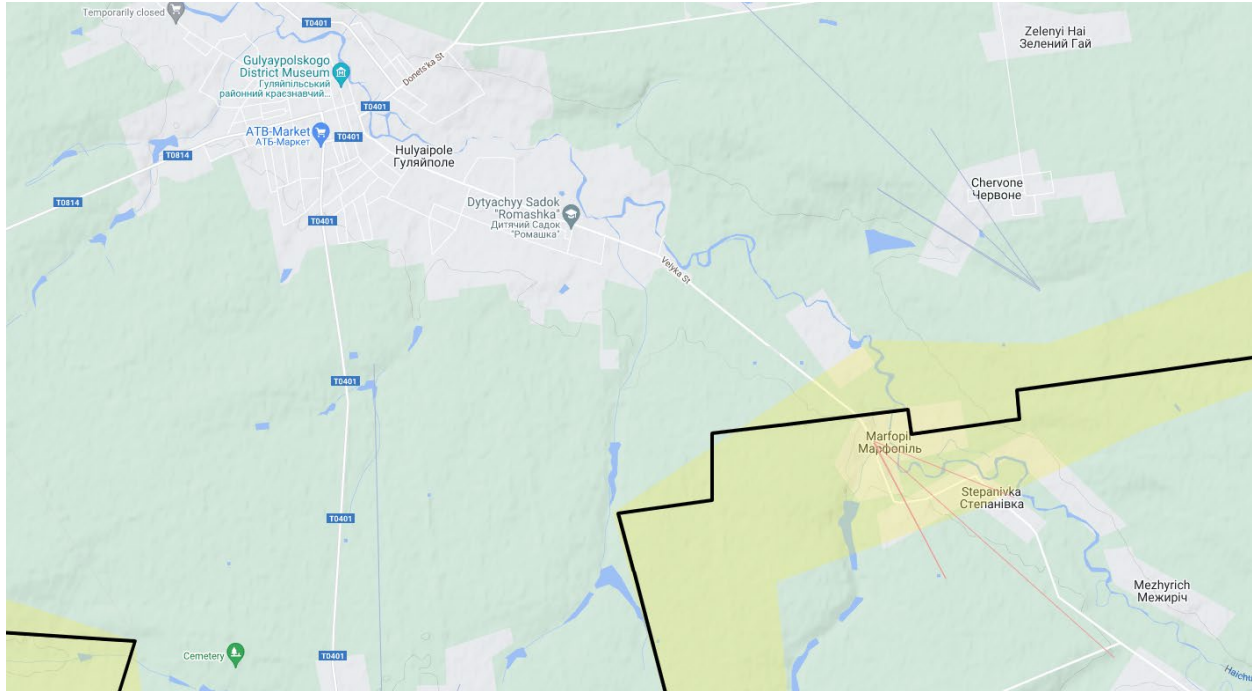 Temporarily closed
T0401
Zelenyi Hai
Зелений Гай
Gulyaypolskogo
District Museum
Гуляйпільський
районний краєзнавчий...
Donets'ka St
T0401
ATB-Market
АТБ-Маркет
T0401
T0814
Hulyaipole
Гуляйполе
Chervone
Червоне
T0814
T0401
Dytyachyy Sadok
"Romashka"
Дитячий Садок
"Ромашка"
Velyka St
T0401
Marfopil
Марфопіль
Stepanivka
Степанівка
T0401
Mezhyrich
Межиріч
Cemetery
T0401